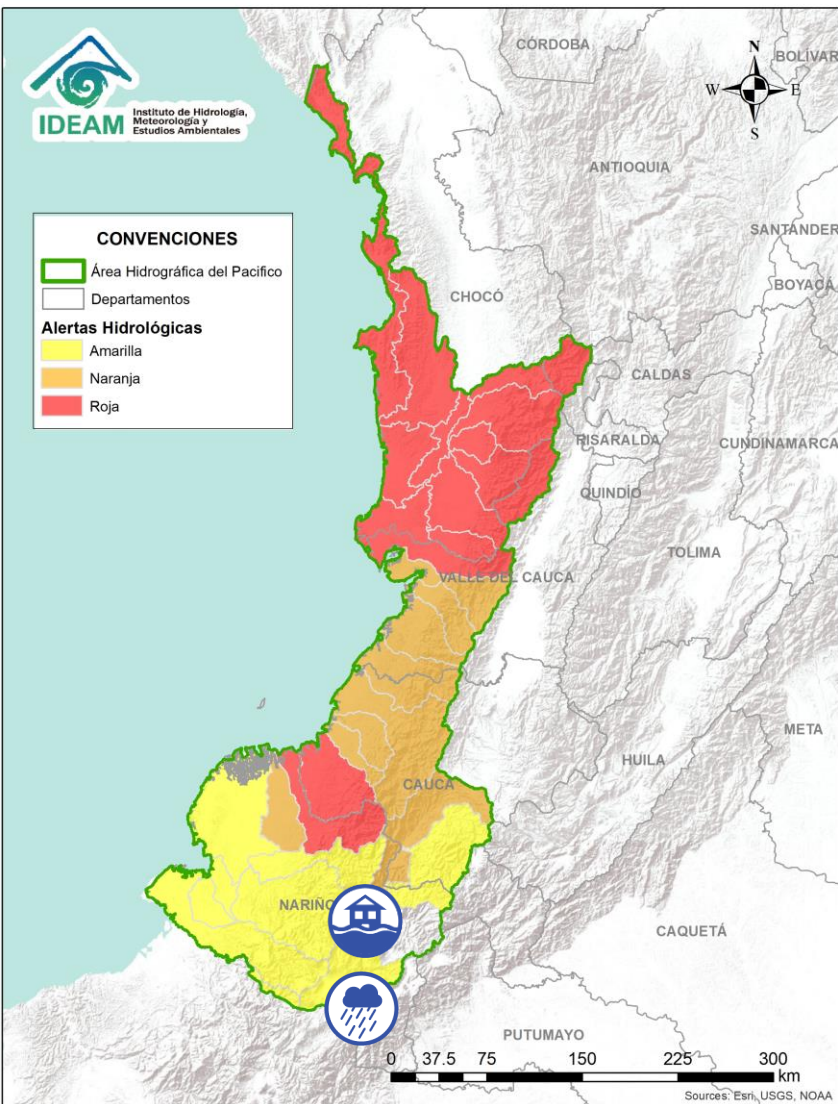 IDEAM
Instituto de Hidrología,
Meteorología y
Estudios Ambientales
N
W
E
S
CONVENCIONES
Área Hidrográfica del Pacifico
Departamentos
Alertas Hidrológicas
Amarilla
Naranja
Roja
CÓRDOBA
BOLÍVAR
ANTIOQUIA
SANTANDER
BOYACÁ
CHOCÓ
CALDAS
RISARALDA
CUNDINAMARCA
QUINDÍO
TOLIMA
VALLE DEL CAUCA
META
HUILA
CAUCA
NARIÑO
CAQUETÁ
PUTUMAYO
0 37.5 75 150 225 300
km
Sources: Esri, USGS, NOAA